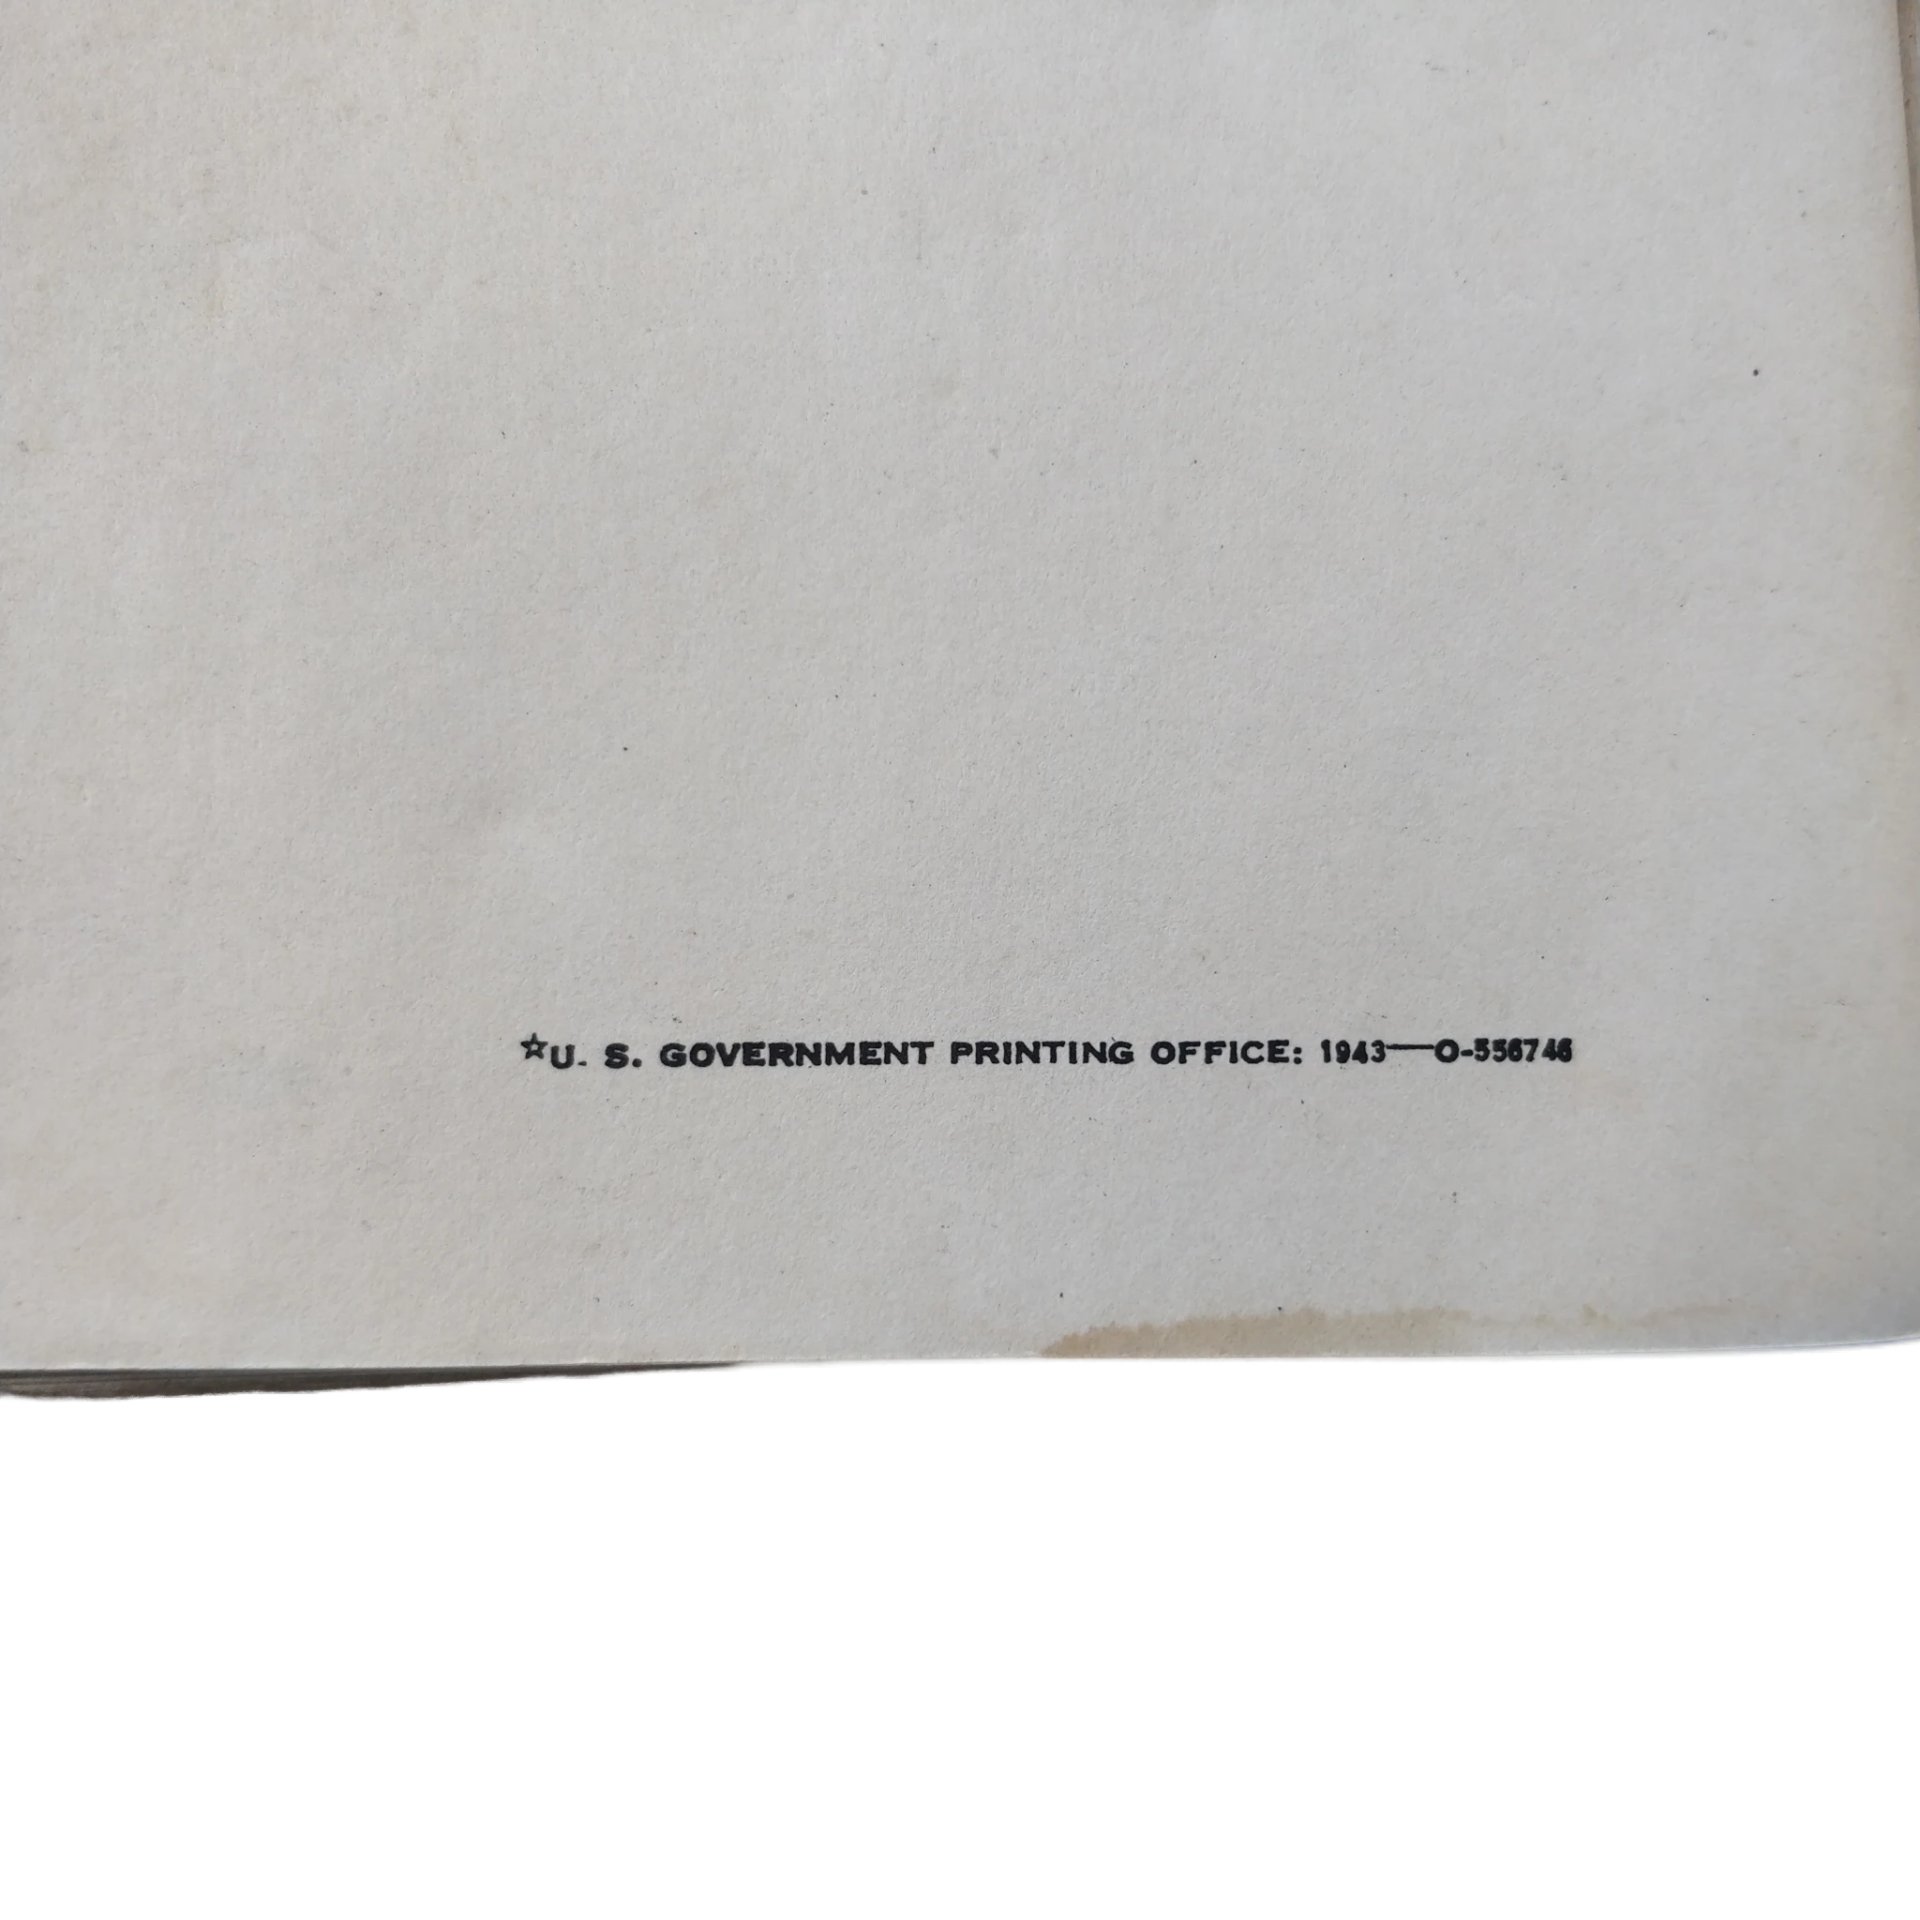 ☆U. S. GOVERNMENT PRINTING OFFICE: 1943—O-556746